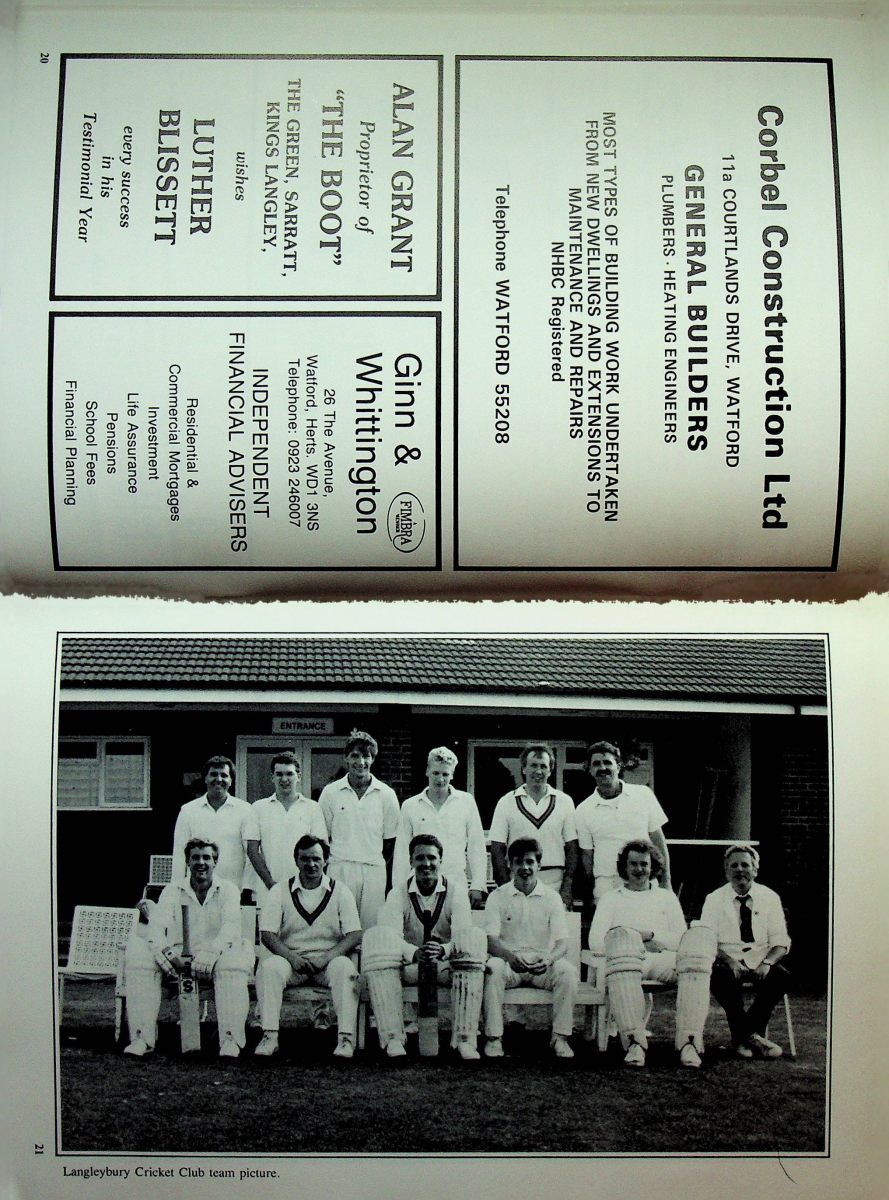 Corbel Construction Ltd
11a COURTLANDS DRIVE, WATFORD
GENERAL BUILDERS
PLUMBERS · HEATING ENGINEERS
MOST TYPES OF BUILDING WORK UNDERTAKEN
FROM NEW DWELLINGS AND EXTENSIONS TO
MAINTENANCE AND REPAIRS
NHBC Registered
Telephone WATFORD 55208
ALAN GRANT
Proprietor of
“THE BOOT”
THE GREEN, SARRATT,
KINGS LANGLEY,
wishes
LUTHER
BLISSETT
every success
in his
Testimonial Year
Ginn &
Whittington
FIMBRA
26 The Avenue,
Watford, Herts. WD1 3NS
Telephone: 0923 246007
INDEPENDENT
FINANCIAL ADVISERS
Residential &
Commercial Mortgages
Investment
Life Assurance
Pensions
School Fees
Financial Planning
20
ENTRANCE
Langleybury Cricket Club team picture.
21